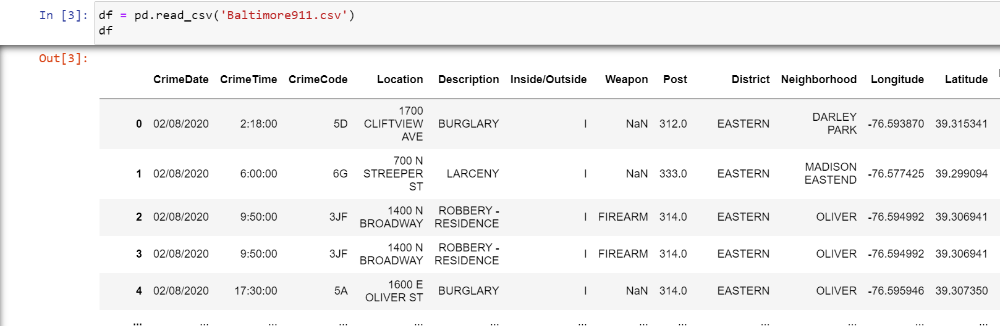 In [3]: df = pd.read_csv('Baltimore911.csv')
df
Out[3]:
CrimeDate CrimeTime CrimeCode Location Description Inside/Outside Weapon Post District Neighborhood Longitude Latitude
0 02/08/2020 2:18:00 5D 1700 CLIFTVIEW AVE BURGLARY I NaN 312.0 EASTERN DARLEY PARK -76.593870 39.315341
1 02/08/2020 6:00:00 6G 700 N STREEPER ST LARCENY I NaN 333.0 EASTERN MADISON EASTEND -76.577425 39.299094
2 02/08/2020 9:50:00 3JF 1400 N BROADWAY ROBBERY - RESIDENCE I FIREARM 314.0 EASTERN OLIVER -76.594992 39.306941
3 02/08/2020 9:50:00 3JF 1400 N BROADWAY ROBBERY - RESIDENCE I FIREARM 314.0 EASTERN OLIVER -76.594992 39.306941
4 02/08/2020 17:30:00 5A 1600 E OLIVER ST BURGLARY I NaN 314.0 EASTERN OLIVER -76.595946 39.307350
... ... ... ... ... ... ... ... ... ... ... ... ...